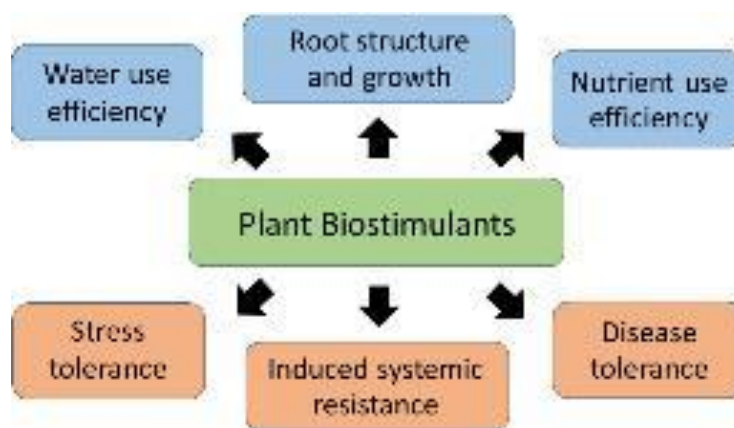 Water use
efficiency
Root structure
and growth
Nutrient use
efficiency
Plant Biostimulants
Stress
tolerance
Induced systemic
resistance
Disease
tolerance